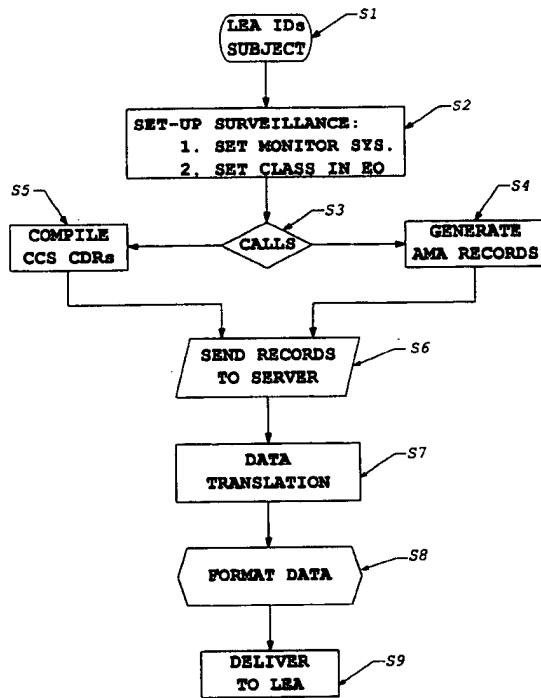 LEA IDs
SUBJECT
S1
SET-UP SURVEILLANCE:
1. SET MONITOR SYS.
2. SET CLASS IN EO
S2
S3
CALLS
S5
COMPILE
CCS CDRs
S4
GENERATE
AMA RECORDS
SEND RECORDS
TO SERVER
S6
DATA
TRANSLATION
S7
FORMAT DATA
S8
DELIVER
TO LEA
S9